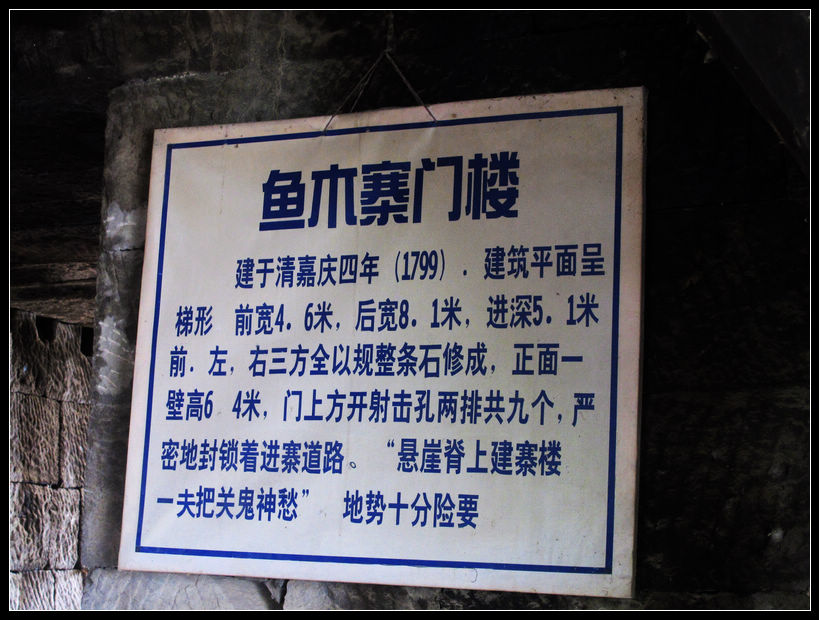 鱼木寨门楼
建于清嘉庆四年（1799）. 建筑平面呈
梯形 前宽4.6米，后宽8.1米，进深5.1米
前.左，右三方全以规整条石修成，正面一
壁高6 4米，门上方开射击孔两排共九个，严
密地封锁着进寨道路。“悬崖脊上建寨楼
一夫把关鬼神愁” 地势十分险要